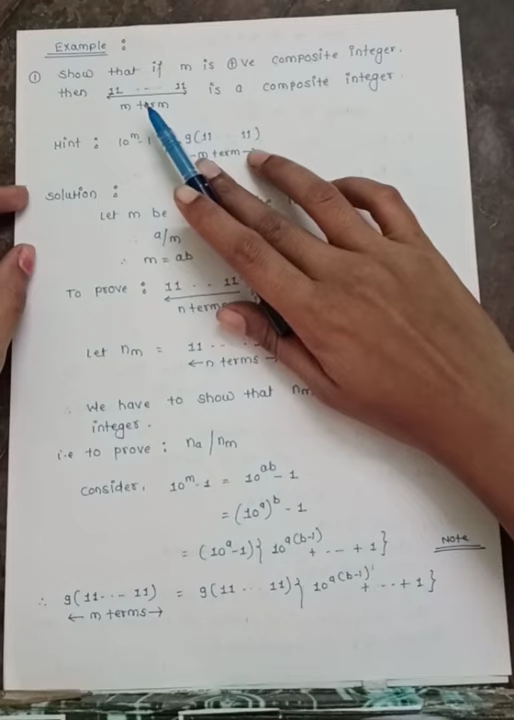 Example :
① Show that if m is ⊕ve composite integer.
then 11 ... 11 is a composite integer.
m term
Hint : 10^m - 1 9(11 11)
m term →
Solution :
Let m be
∴ a/m
∴ m = ab
To prove : 11 .. 11
n terms
Let n_m = 11 ...
← n terms →
∴ We have to show that n_m
integer.
i.e to prove : n_a / n_m
Consider, 10^m - 1 = 10^ab - 1
= (10^a)^b - 1
= (10^a - 1) { 10^a(b-1) + -- + 1 }
Note
∴ 9(11 --- 11) = 9(11 ... 11) { 10^a(b-1) + -- + 1 }
← m terms →